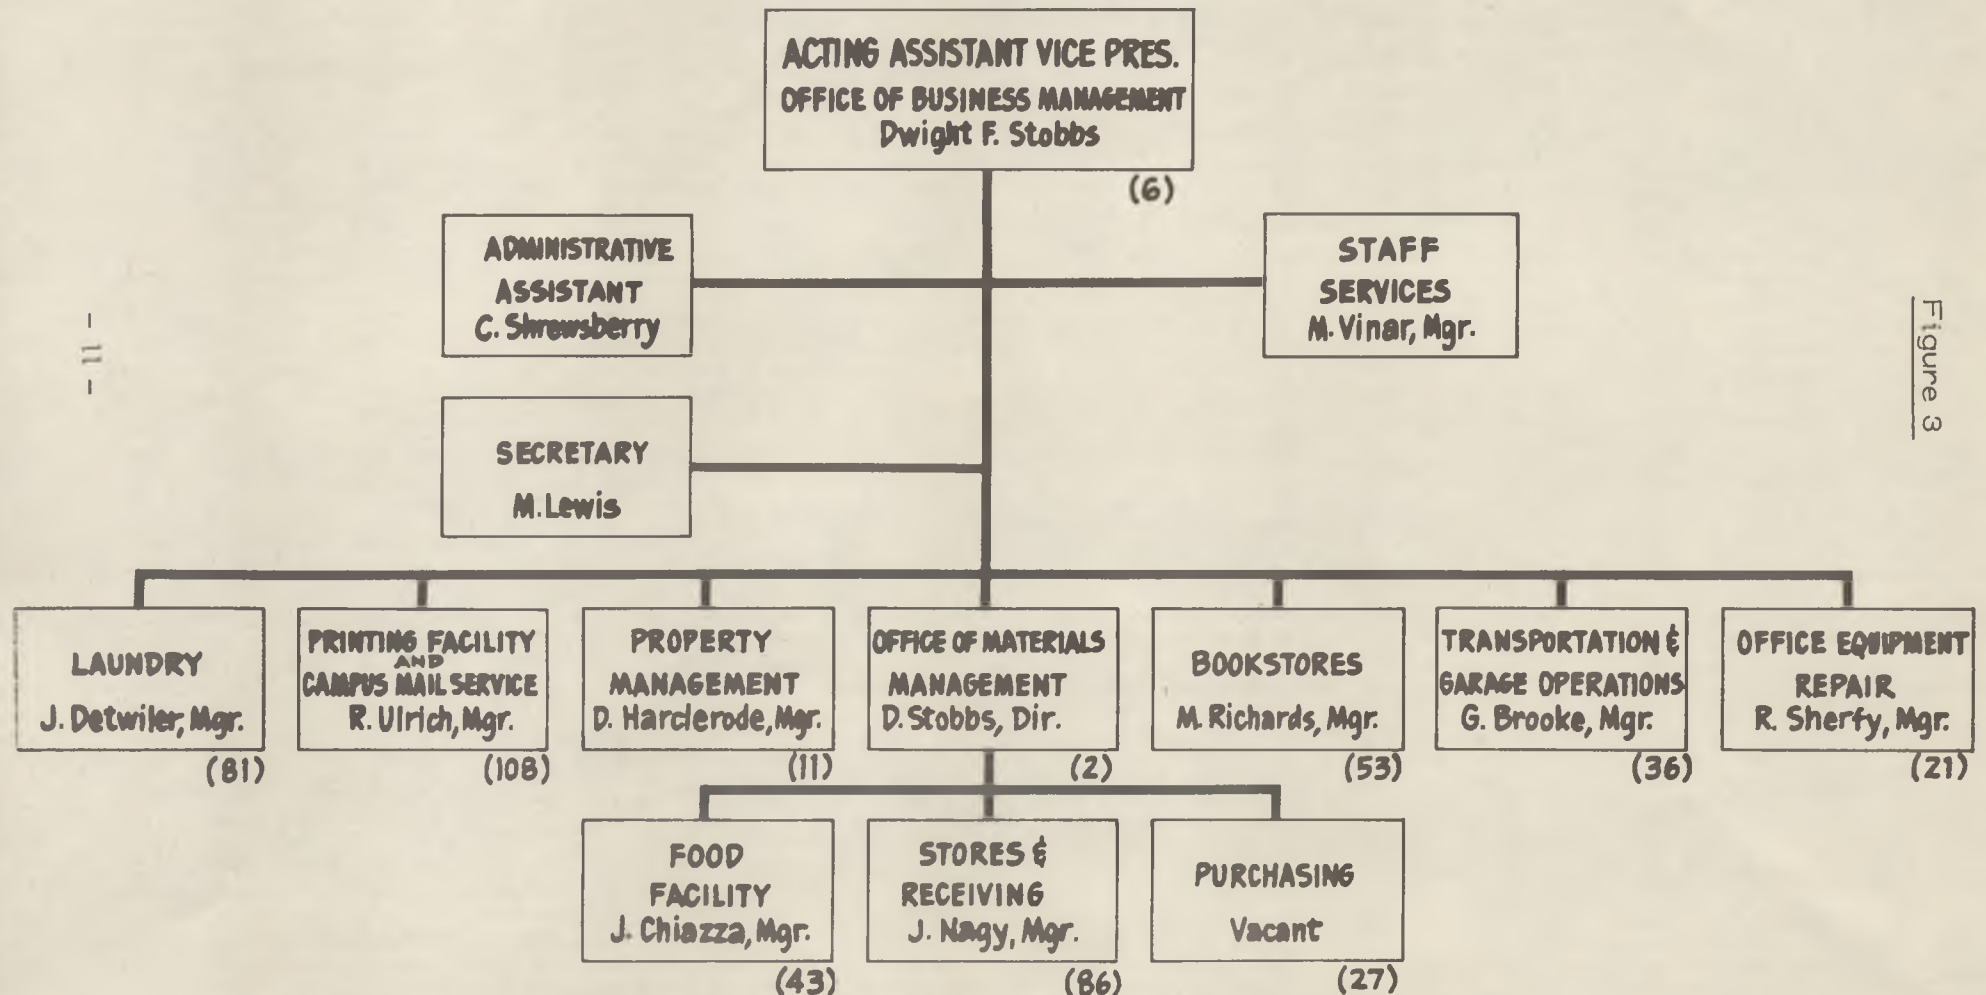 ACTING ASSISTANT VICE PRES.
OFFICE OF BUSINESS MANAGEMENT
Dwight F. Stobbs
(6)
ADMINISTRATIVE
ASSISTANT
C. Shrewsberry
STAFF
SERVICES
M. Vinar, Mgr.
SECRETARY
M. Lewis
LAUNDRY
J. Detwiler, Mgr.
(81)
PRINTING FACILITY
AND
CAMPUS MAIL SERVICE
R. Ulrich, Mgr.
(108)
PROPERTY
MANAGEMENT
D. Harclerode, Mgr.
(11)
OFFICE OF MATERIALS
MANAGEMENT
D. Stobbs, Dir.
(2)
BOOKSTORES
M. Richards, Mgr.
(53)
TRANSPORTATION &
GARAGE OPERATIONS
G. Brooke, Mgr.
(36)
OFFICE EQUIPMENT
REPAIR
R. Sherfy, Mgr.
(21)
FOOD
FACILITY
J. Chiazza, Mgr.
(43)
STORES &
RECEIVING
J. Nagy, Mgr.
(86)
PURCHASING
Vacant
(27)
Figure 3
- 11 -